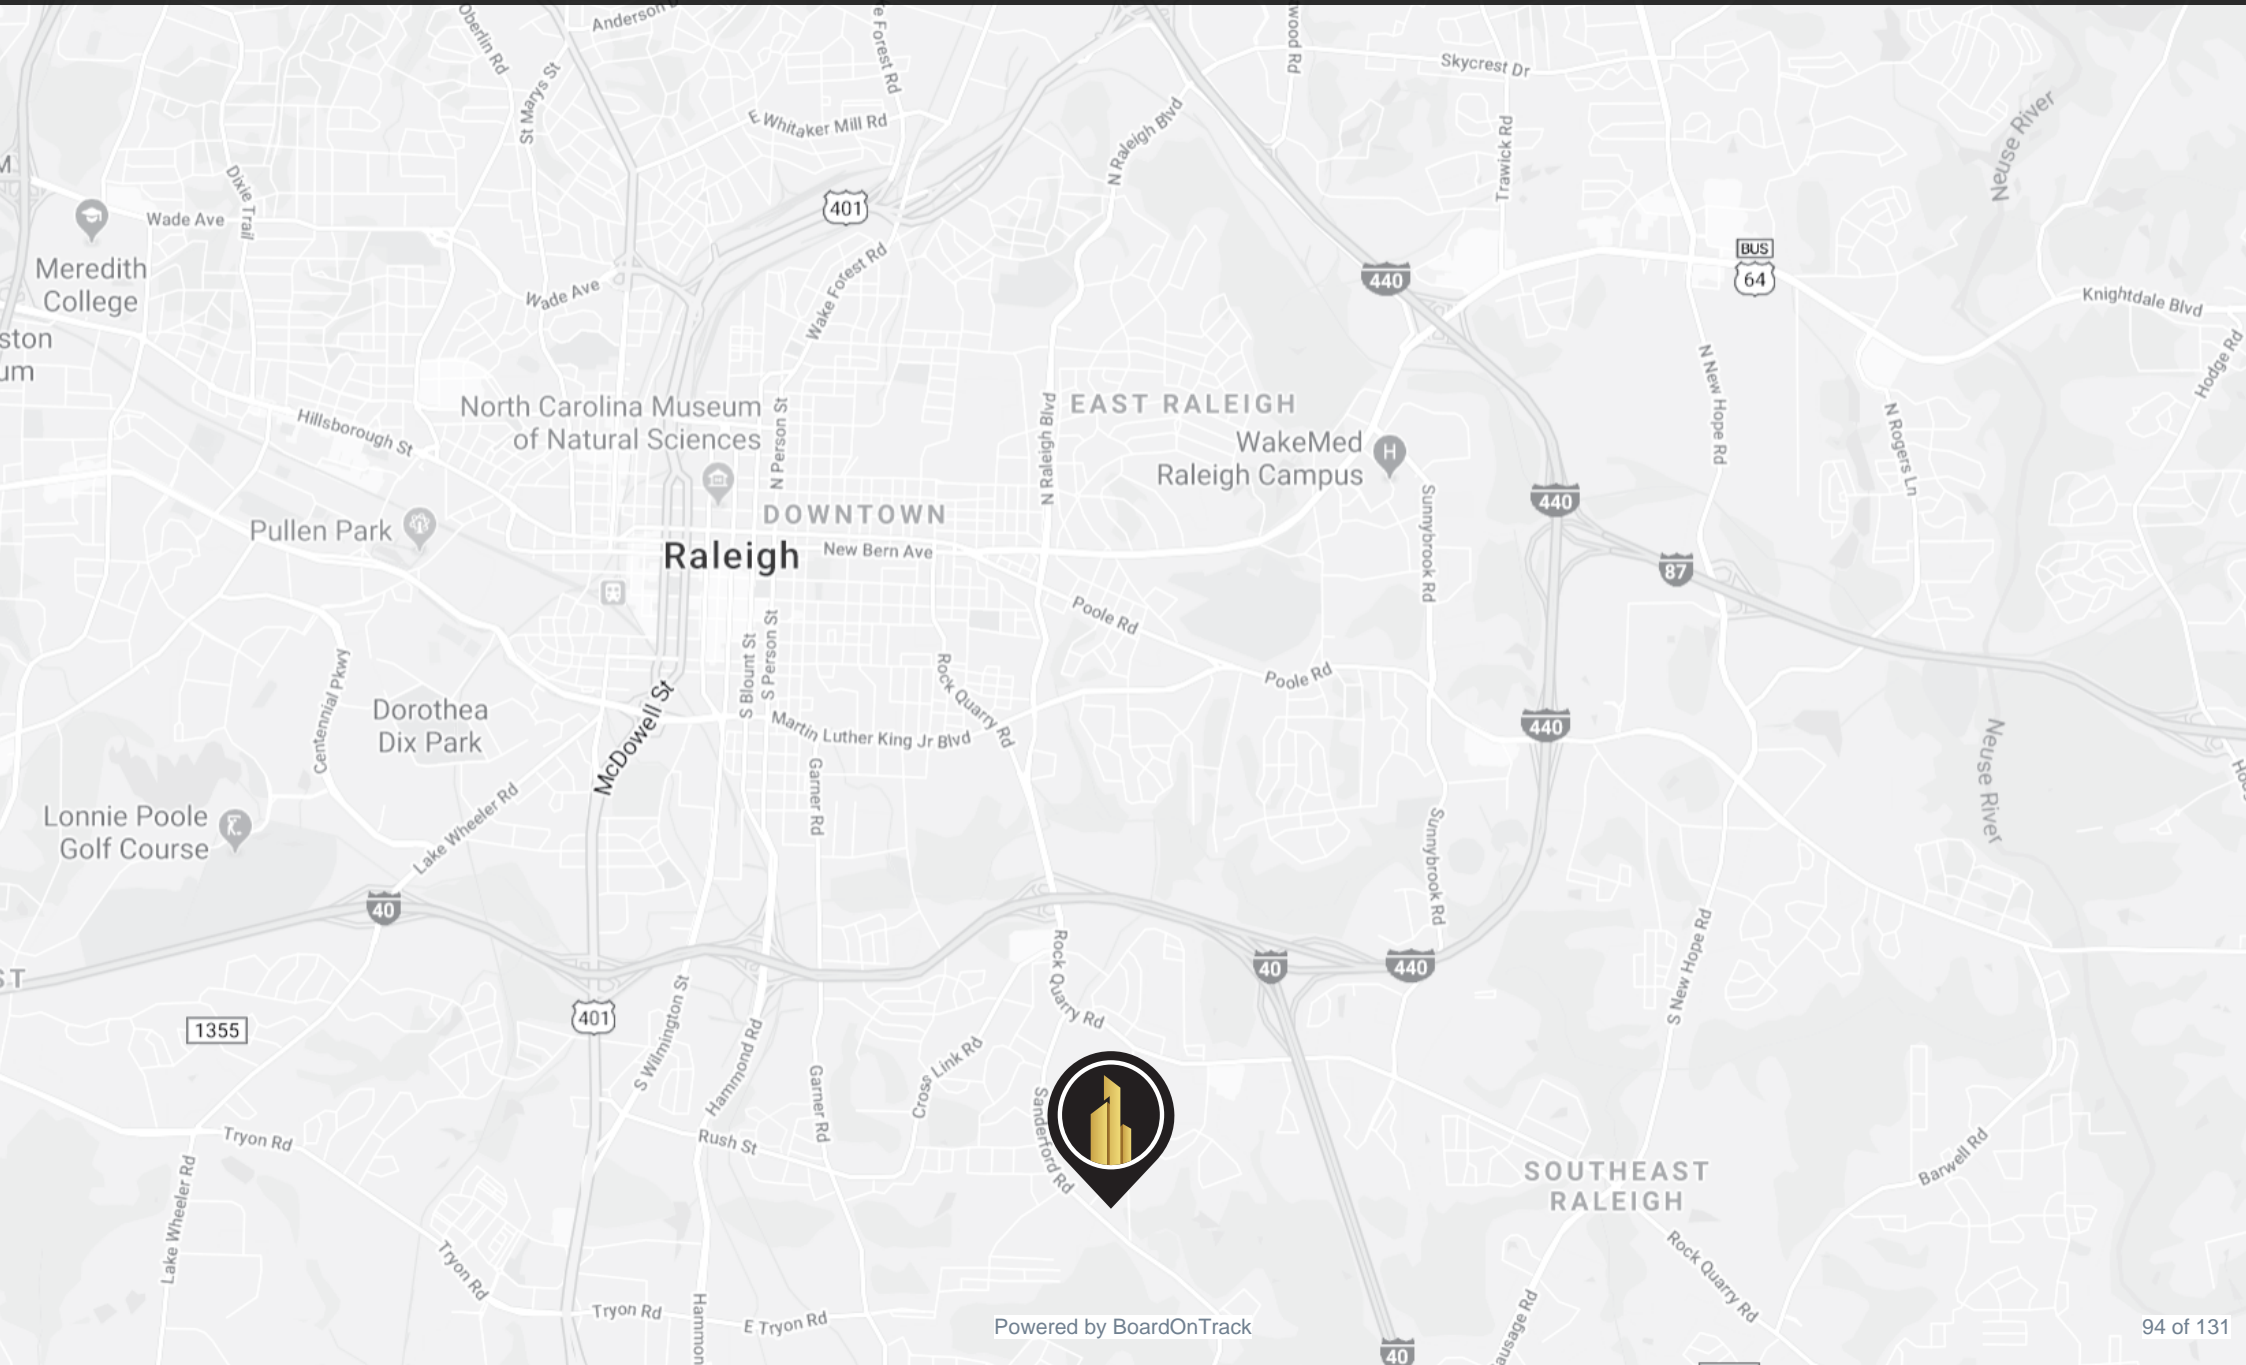 Oberlin Rd
Anderson
e Forest Rd
wood Rd
Skycrest Dr
St Marys St
E Whitaker Mill Rd
N Raleigh Blvd
Trawick Rd
Neuse River
M
Dixie Trail
Wade Ave
401
Meredith
College
Wade Ave
Wake Forest Rd
440
BUS
64
Knightdale Blvd
Hodge Rd
ston
um
Hillsborough St
North Carolina Museum
of Natural Sciences
N Person St
N Raleigh Blvd
EAST RALEIGH
WakeMed
Raleigh Campus
H
N New Hope Rd
N Rogers Ln
Pullen Park
DOWNTOWN
Raleigh
New Bern Ave
Sunnybrook Rd
440
87
Poole Rd
Poole Rd
Centennial Pkwy
S Blount St
S Person St
Rock Quarry Rd
Dorothea
Dix Park
McDowell St
Martin Luther King Jr Blvd
440
Neuse River
Garner Rd
Lonnie Poole
Golf Course
Lake Wheeler Rd
Sunnybrook Rd
40
ST
Rock Quarry Rd
40
440
S New Hope Rd
1355
401
S Wilmington St
Hammond Rd
Garner Rd
Cross Link Rd
Sanderford Rd
Tryon Rd
Rush St
SOUTHEAST
RALEIGH
Barwell Rd
Lake Wheeler Rd
Tryon Rd
Tryon Rd
Hammon
E Tryon Rd
Rock Quarry Rd
ausage Rd
40
Powered by BoardOnTrack
94 of 131